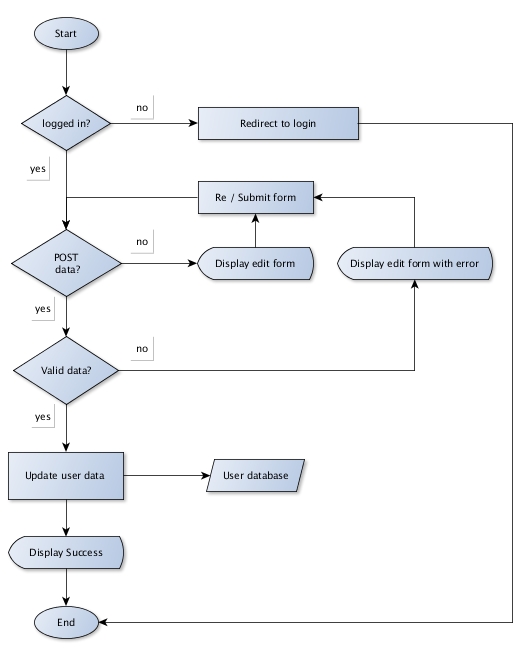 Start
logged in?
no
Redirect to login
yes
Re / Submit form
POST
data?
no
Display edit form
Display edit form with error
yes
Valid data?
no
yes
Update user data
User database
Display Success
End